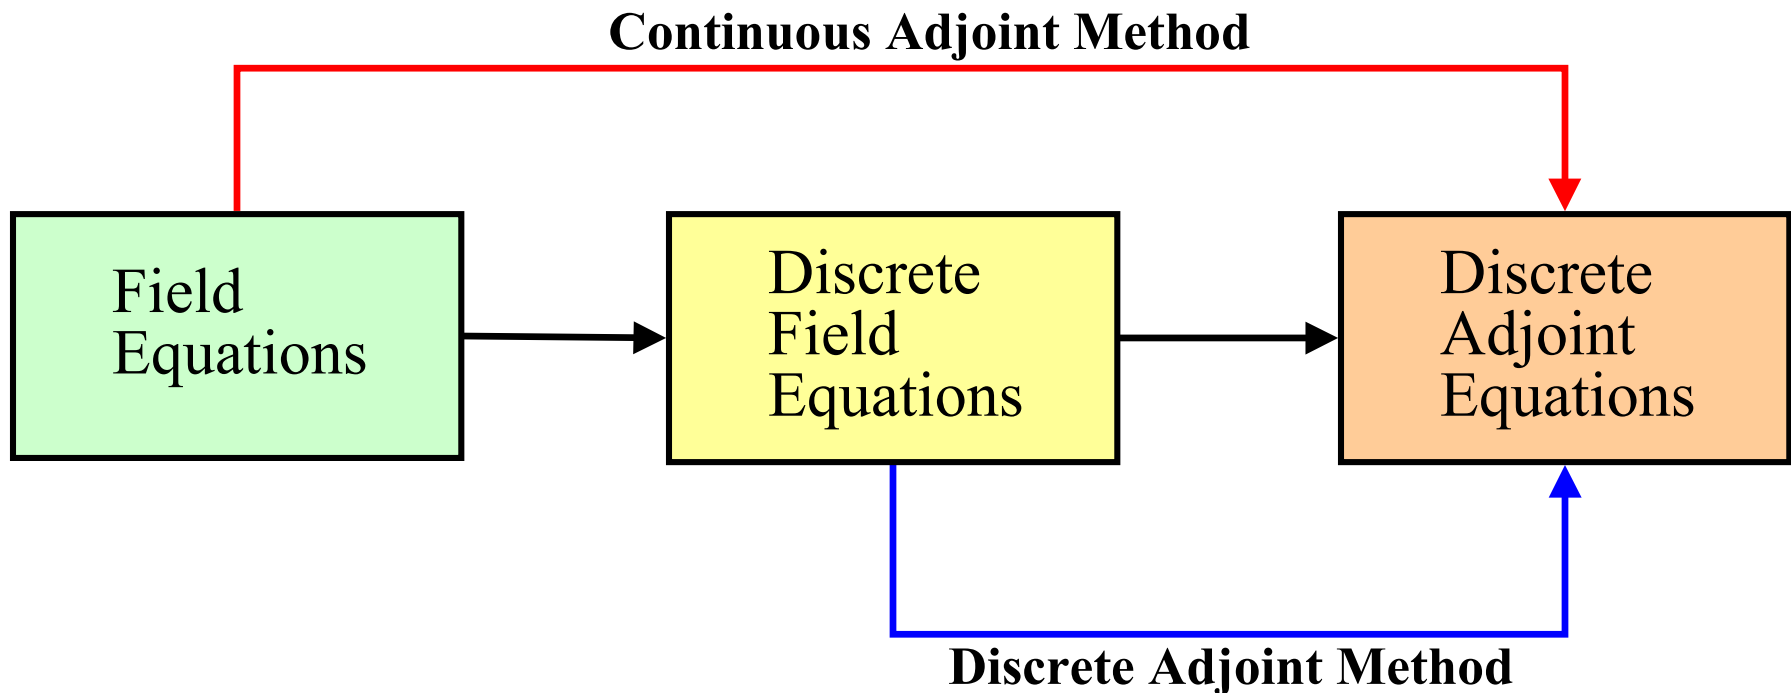 Continuous Adjoint Method
Field
Equations
Discrete
Field
Equations
Discrete
Adjoint
Equations
Discrete Adjoint Method